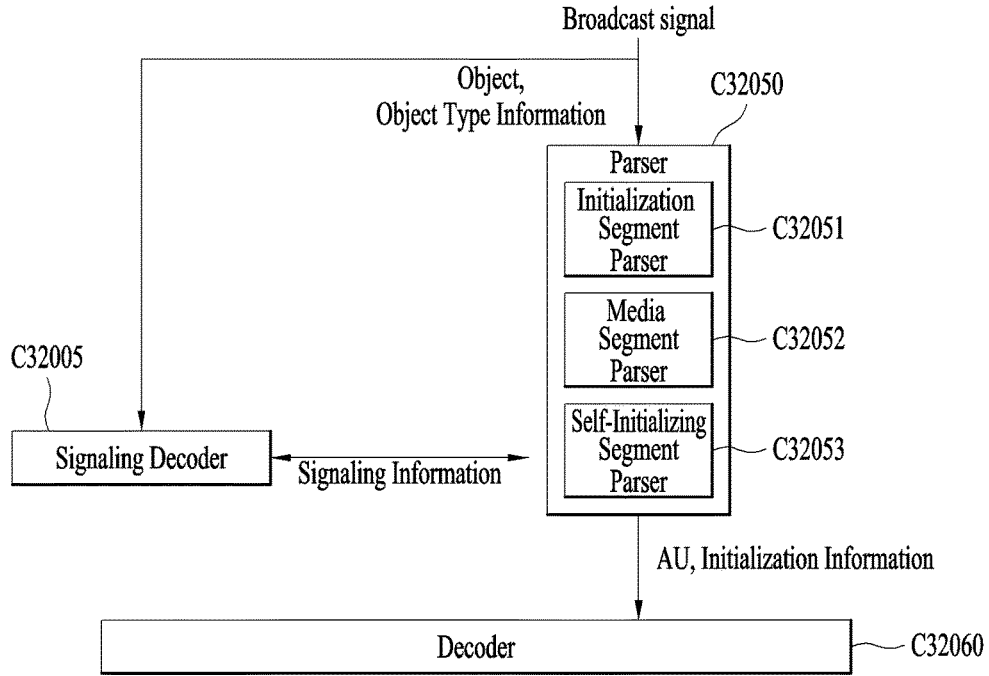 Broadcast signal
Object,
Object Type Information
C32050
Parser
Initialization
Segment
Parser
C32051
Media
Segment
Parser
C32052
C32005
Self-Initializing
Segment
Parser
C32053
Signaling Decoder
Signaling Information
AU, Initialization Information
Decoder
C32060